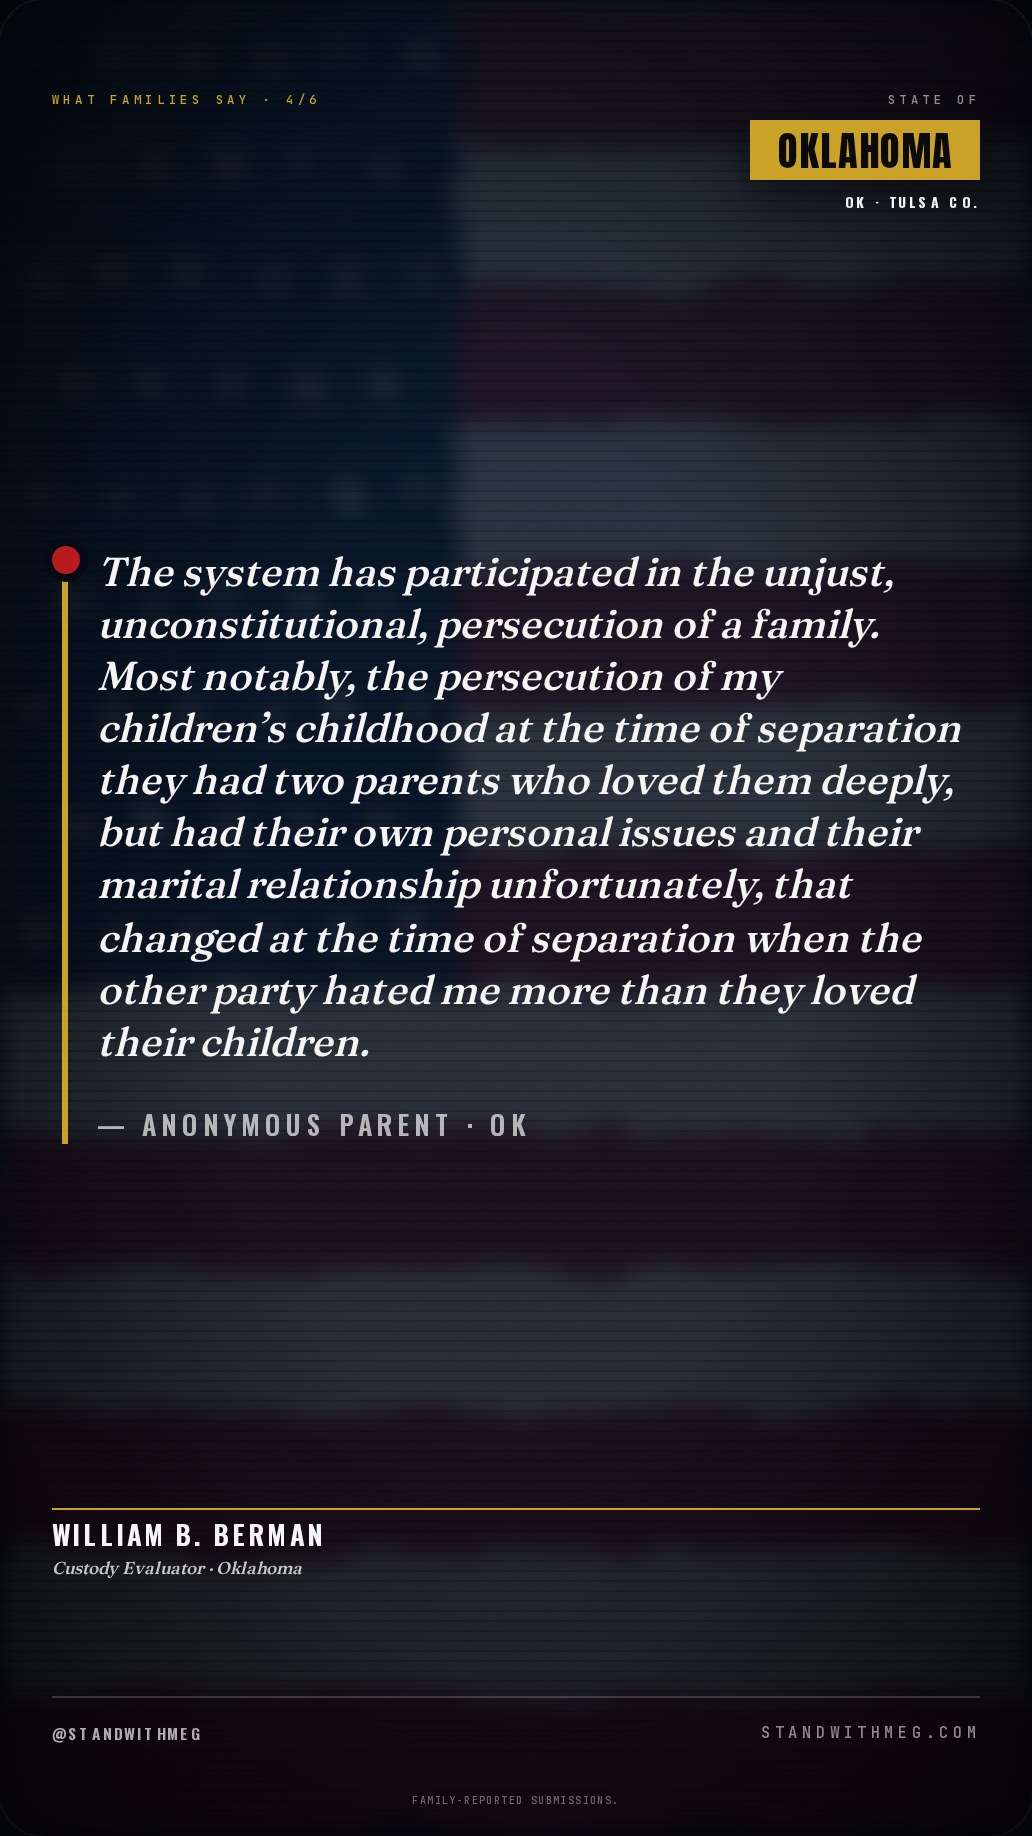 WHAT FAMILIES SAY · 4/6
STATE OF
OKLAHOMA
OK · TULSA CO.
The system has participated in the unjust,
unconstitutional, persecution of a family.
Most notably, the persecution of my
children’s childhood at the time of separation
they had two parents who loved them deeply,
but had their own personal issues and their
marital relationship unfortunately, that
changed at the time of separation when the
other party hated me more than they loved
their children.
— ANONYMOUS PARENT · OK
WILLIAM B. BERMAN
Custody Evaluator · Oklahoma
@STANDWITHMEG
STANDWITHMEG.COM
FAMILY-REPORTED SUBMISSIONS.